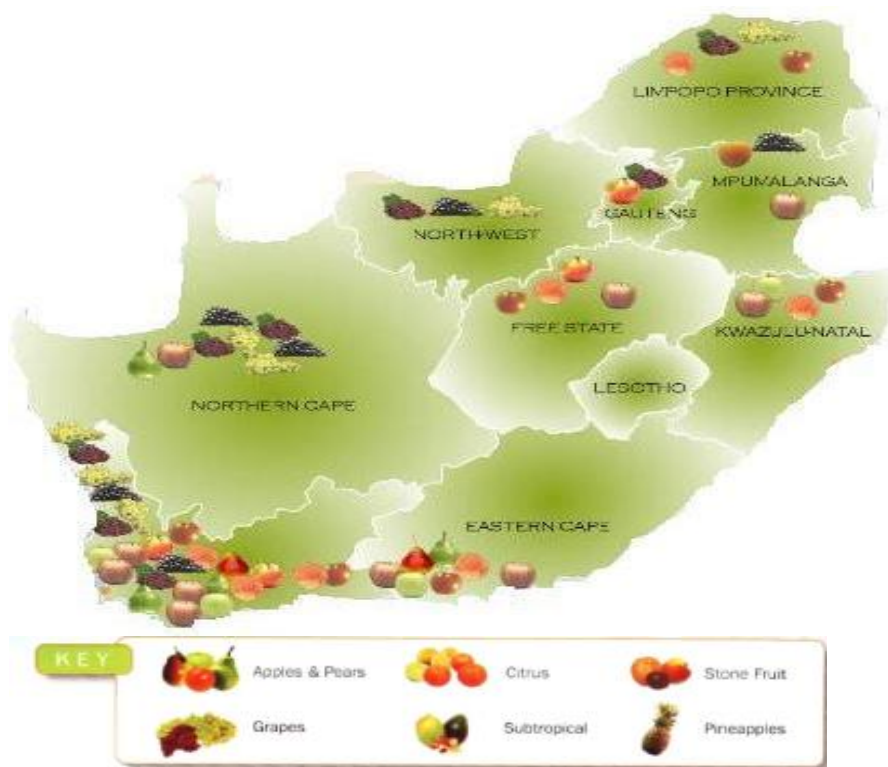 LIMPOPO PROVINCE
MPUMALANGA
GAUTENG
NORTH-WEST
FREE STATE
KWAZULU-NATAL
LESOTHO
NORTHERN CAPE
EASTERN CAPE
KEY
Apples & Pears
Citrus
Stone Fruit
Grapes
Subtropical
Pineapples